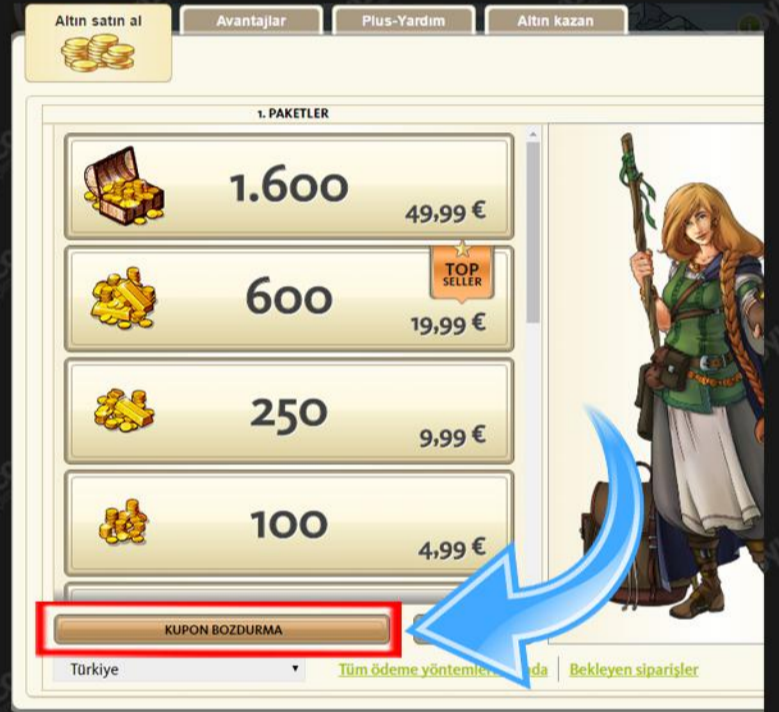 Altın satın al
Avantajlar
Plus-Yardım
Altın kazan
1. PAKETLER
1.600
49,99 €
TOP
SELLER
600
19,99 €
250
9,99 €
100
4,99 €
KUPON BOZDURMA
Türkiye
Tüm ödeme
Bekleyen siparişler